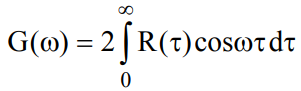 G(ω) = 2 ∫₀^∞ R(τ)cosωτdτ